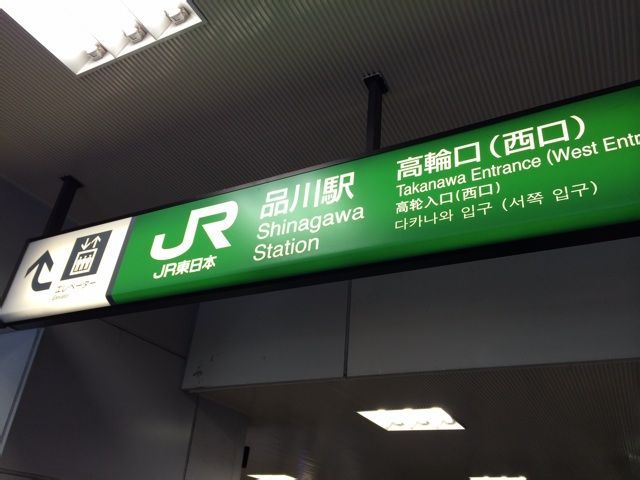 エレベーター
JR
JR東日本
品川駅
Shinagawa
Station
高輪口（西口）
Takanawa Entrance (West Entr
高轮入口（西口）
다카나와 입구 (서쪽 입구)